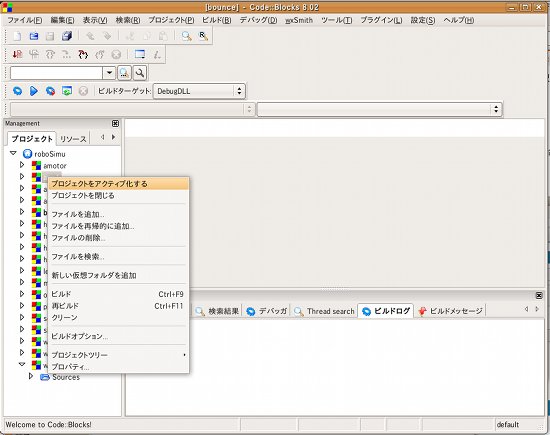 [bounce] - Code::Blocks 8.02
ファイル(F) 編集(E) 表示(V) 検索(R) プロジェクト(P) ビルド(B) デバッグ(D) wxSmith ツール(T) プラグイン(L) 設定(S) ヘルプ(H)
ビルドターゲット: DebugDLL
Management
プロジェクト リソース
roboSimu
amotor
プロジェクトをアクティブ化する
プロジェクトを閉じる
ファイルを追加...
ファイルを再帰的に追加...
ファイルの削除...
ファイルを検索...
新しい仮想フォルダを追加
ビルド Ctrl+F9
再ビルド Ctrl+F11
クリーン
ビルドオプション...
プロジェクトツリー
プロパティ...
Sources
検索結果 デバッガ Thread search ビルドログ ビルドメッセージ
Welcome to Code::Blocks! default